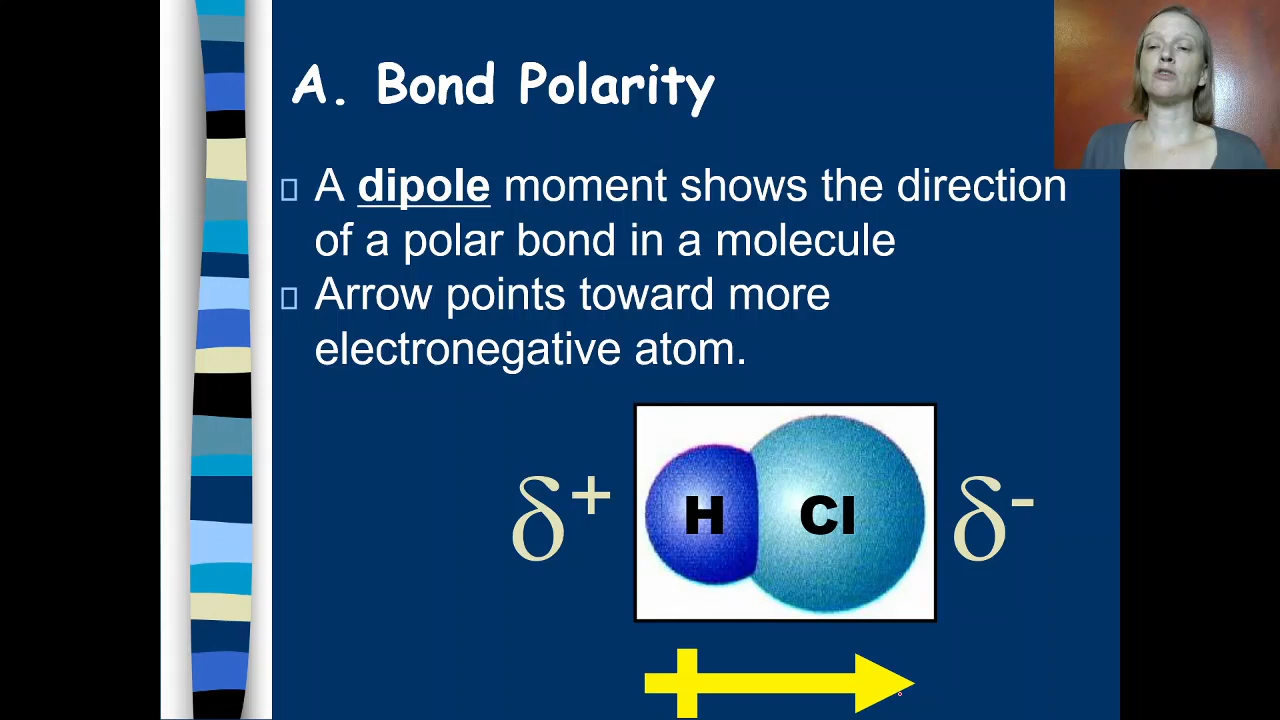 A. Bond Polarity
▯ A dipole moment shows the direction
of a polar bond in a molecule
▯ Arrow points toward more
electronegative atom.
δ+ H Cl δ-